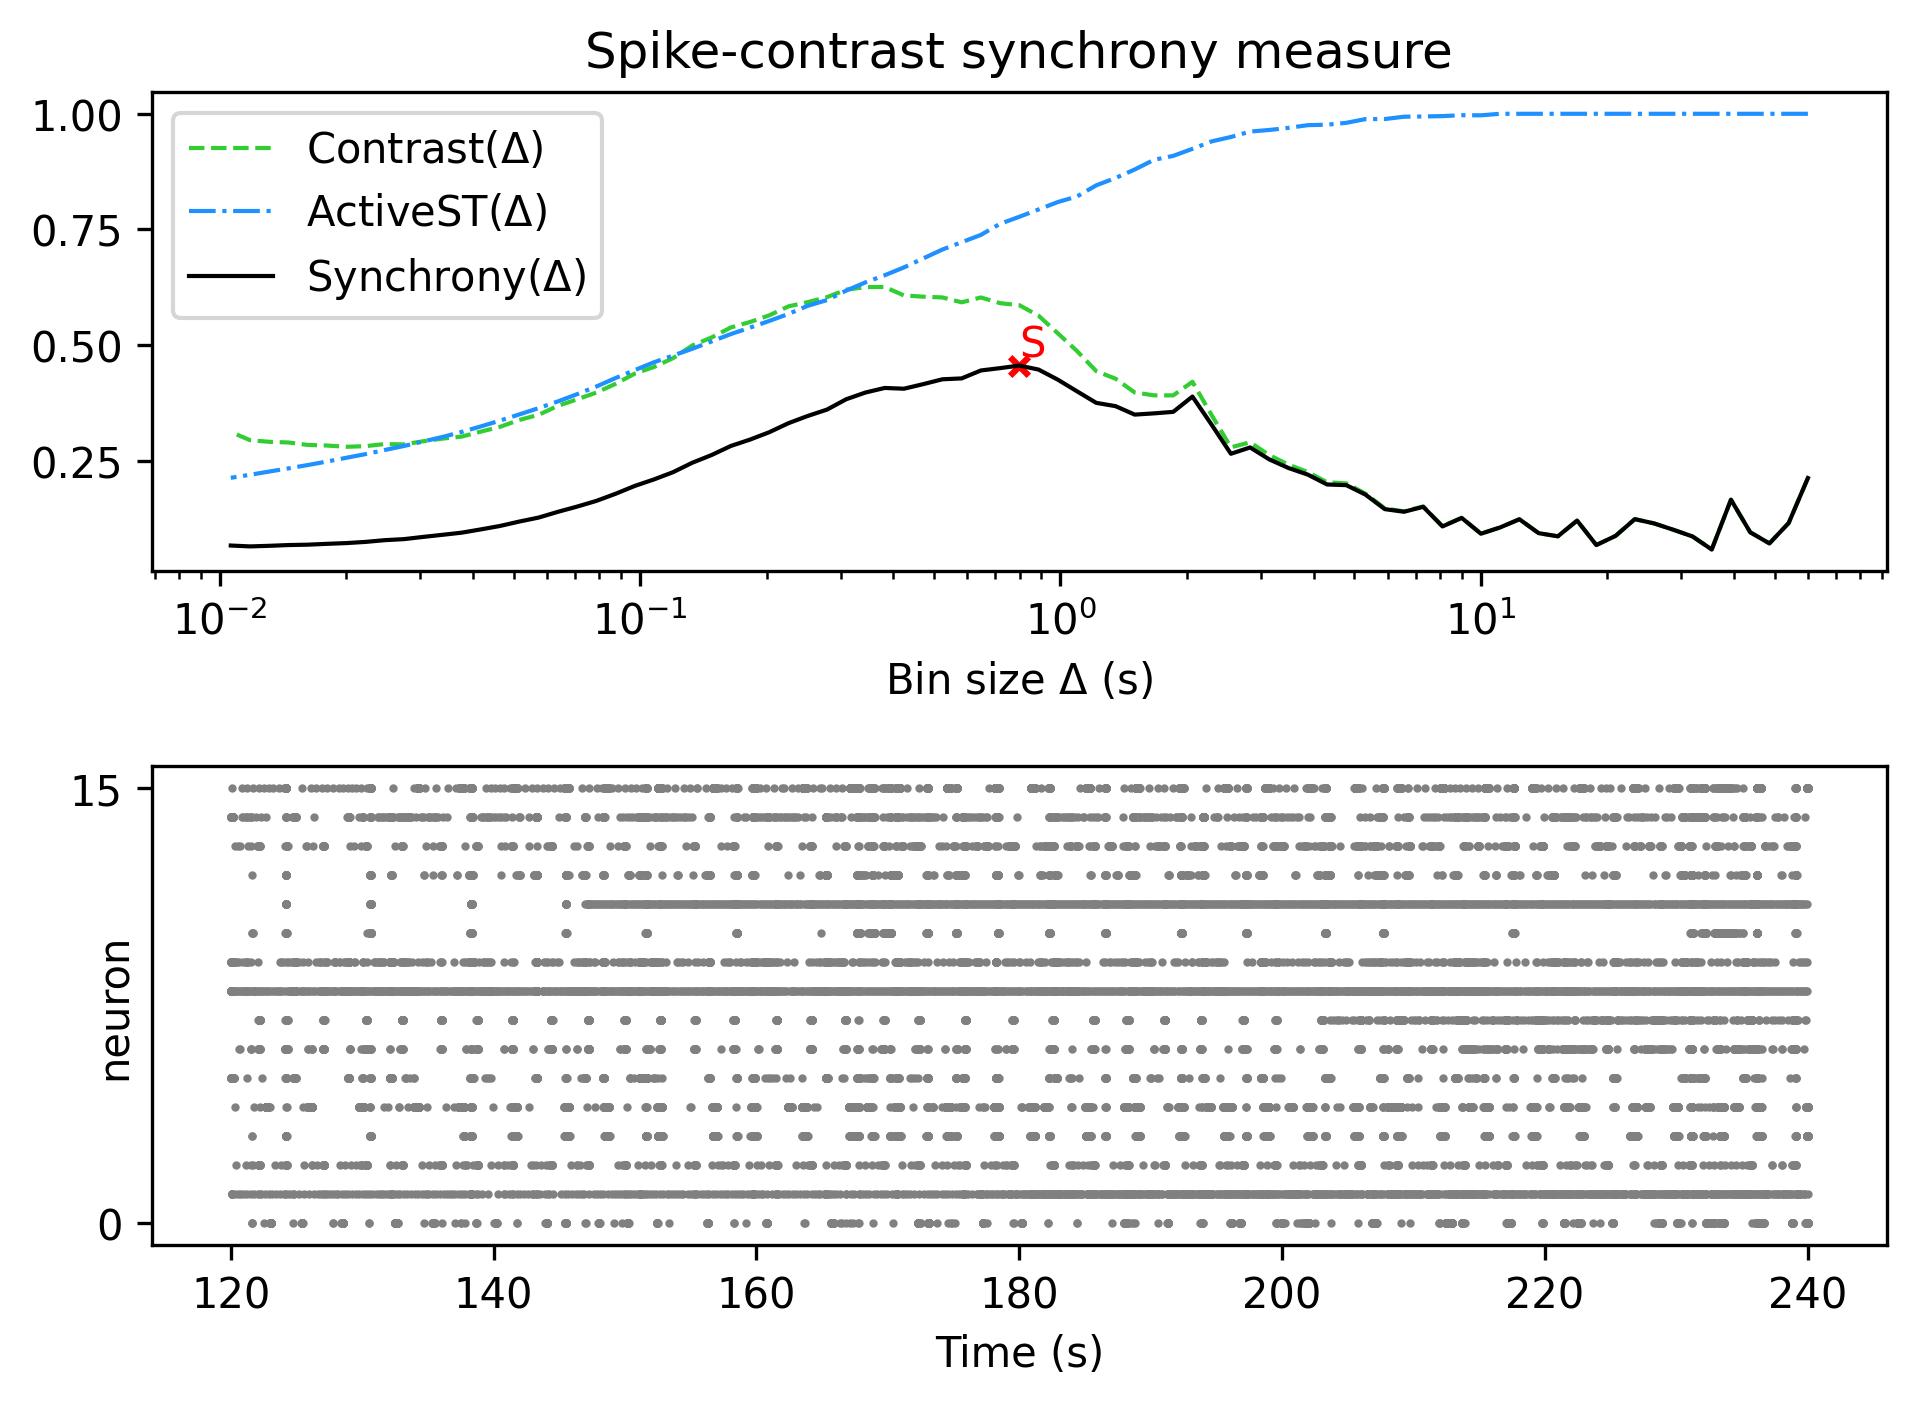 Spike-contrast synchrony measure
1.00
0.75
0.50
0.25
Contrast(Δ)
ActiveST(Δ)
Synchrony(Δ)
S
10⁻² 10⁻¹ 10⁰ 10¹
Bin size Δ (s)
15
0
neuron
120 140 160 180 200 220 240
Time (s)